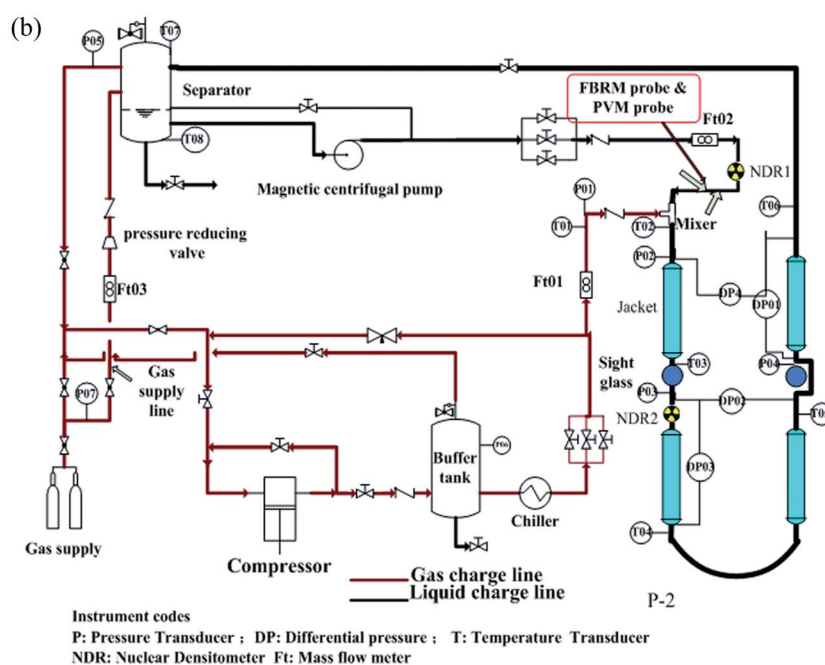 (b)
P05
T07
Separator
T08
FBRM probe &
PVM probe
Ft02
NDR1
Magnetic centrifugal pump
P01
T01
T02
Mixer
T06
pressure reducing
valve
Ft03
Ft01
P02
DP4
DP01
Jacket
Gas
supply
line
Sight
glass
T03
P04
P03
DP02
NDR2
P07
P06
Buffer
tank
DP03
Chiller
T04
Gas supply
Compressor
Gas charge line
Liquid charge line
P-2
Instrument codes
P: Pressure Transducer ; DP: Differential pressure ; T: Temperature Transducer
NDR: Nuclear Densitometer Ft: Mass flow meter